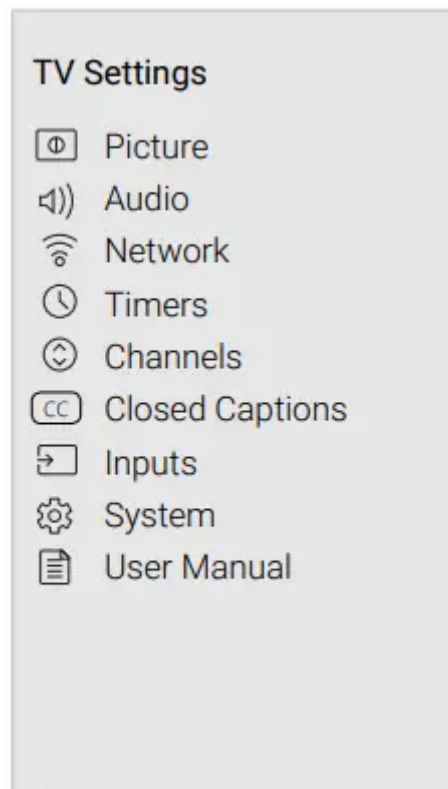 TV Settings
Picture
Audio
Network
Timers
Channels
CC Closed Captions
Inputs
System
User Manual